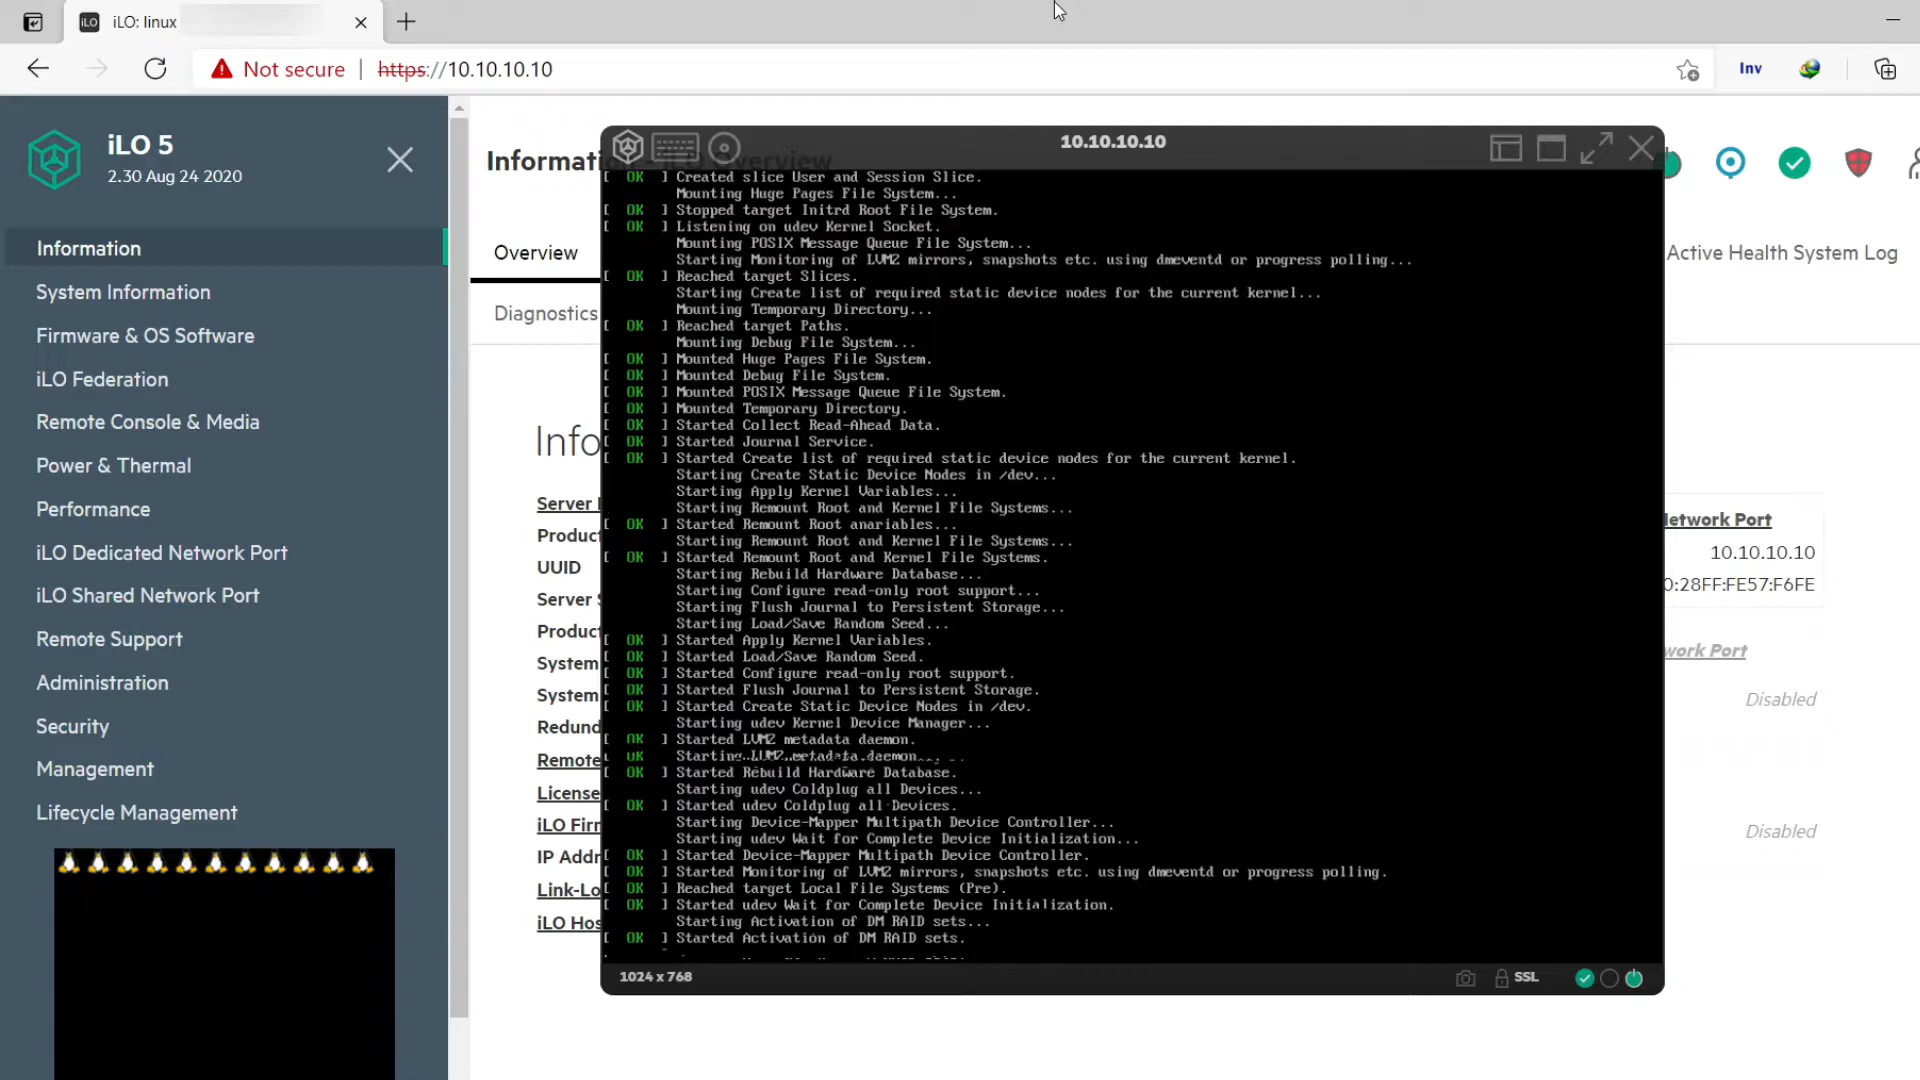 iLO: linux
Not secure
https://10.10.10.10
Inv
iLO 5
2.30 Aug 24 2020
Information
System Information
Firmware & OS Software
iLO Federation
Remote Console & Media
Power & Thermal
Performance
iLO Dedicated Network Port
iLO Shared Network Port
Remote Support
Administration
Security
Management
Lifecycle Management
Information - iLO Overview
Overview
Active Health System Log
Diagnostics
Info
Server
Product
UUID
Server S
Product
System
System
Redund
Remote
License
iLO Firm
IP Addr
Link-Lo
iLO Hos
10.10.10.10
[ OK ] Created slice User and Session Slice.
Mounting Huge Pages File System...
[ OK ] Stopped target Initrd Root File System.
[ OK ] Listening on udev Kernel Socket.
Mounting POSIX Message Queue File System...
Starting Monitoring of LVM2 mirrors, snapshots etc. using dmeventd or progress polling...
[ OK ] Reached target Slices.
Starting Create list of required static device nodes for the current kernel...
Mounting Temporary Directory...
[ OK ] Reached target Paths.
Mounting Debug File System...
[ OK ] Mounted Huge Pages File System.
[ OK ] Mounted Debug File System.
[ OK ] Mounted POSIX Message Queue File System.
[ OK ] Mounted Temporary Directory.
[ OK ] Started Collect Read-Ahead Data.
[ OK ] Started Journal Service.
[ OK ] Started Create list of required static device nodes for the current kernel.
Starting Create Static Device Nodes in /dev...
Starting Apply Kernel Variables...
Starting Remount Root and Kernel File Systems...
[ OK ] Started Remount Root anariables...
Starting Remount Root and Kernel File Systems...
[ OK ] Started Remount Root and Kernel File Systems.
Starting Rebuild Hardware Database...
Starting Configure read-only root support...
Starting Flush Journal to Persistent Storage...
Starting Load/Save Random Seed...
[ OK ] Started Apply Kernel Variables.
[ OK ] Started Load/Save Random Seed.
[ OK ] Started Configure read-only root support.
[ OK ] Started Flush Journal to Persistent Storage.
[ OK ] Started Create Static Device Nodes in /dev.
Starting udev Kernel Device Manager...
[ OK ] Started LVM2 metadata daemon.
OK Starting LVM2 metadata daemon...
[ OK ] Started Rebuild Hardware Database.
Starting udev Coldplug all Devices...
[ OK ] Started udev Coldplug all Devices.
Starting Device-Mapper Multipath Device Controller...
Starting udev Wait for Complete Device Initialization...
[ OK ] Started Device-Mapper Multipath Device Controller.
[ OK ] Started Monitoring of LVM2 mirrors, snapshots etc. using dmeventd or progress polling.
[ OK ] Reached target Local File Systems (Pre).
[ OK ] Started udev Wait for Complete Device Initialization.
Starting Activation of DM RAID sets...
[ OK ] Started Activation of DM RAID sets.
1024 x 768
SSL
Network Port
10.10.10.10
0:28FF:FE57:F6FE
work Port
Disabled
Disabled